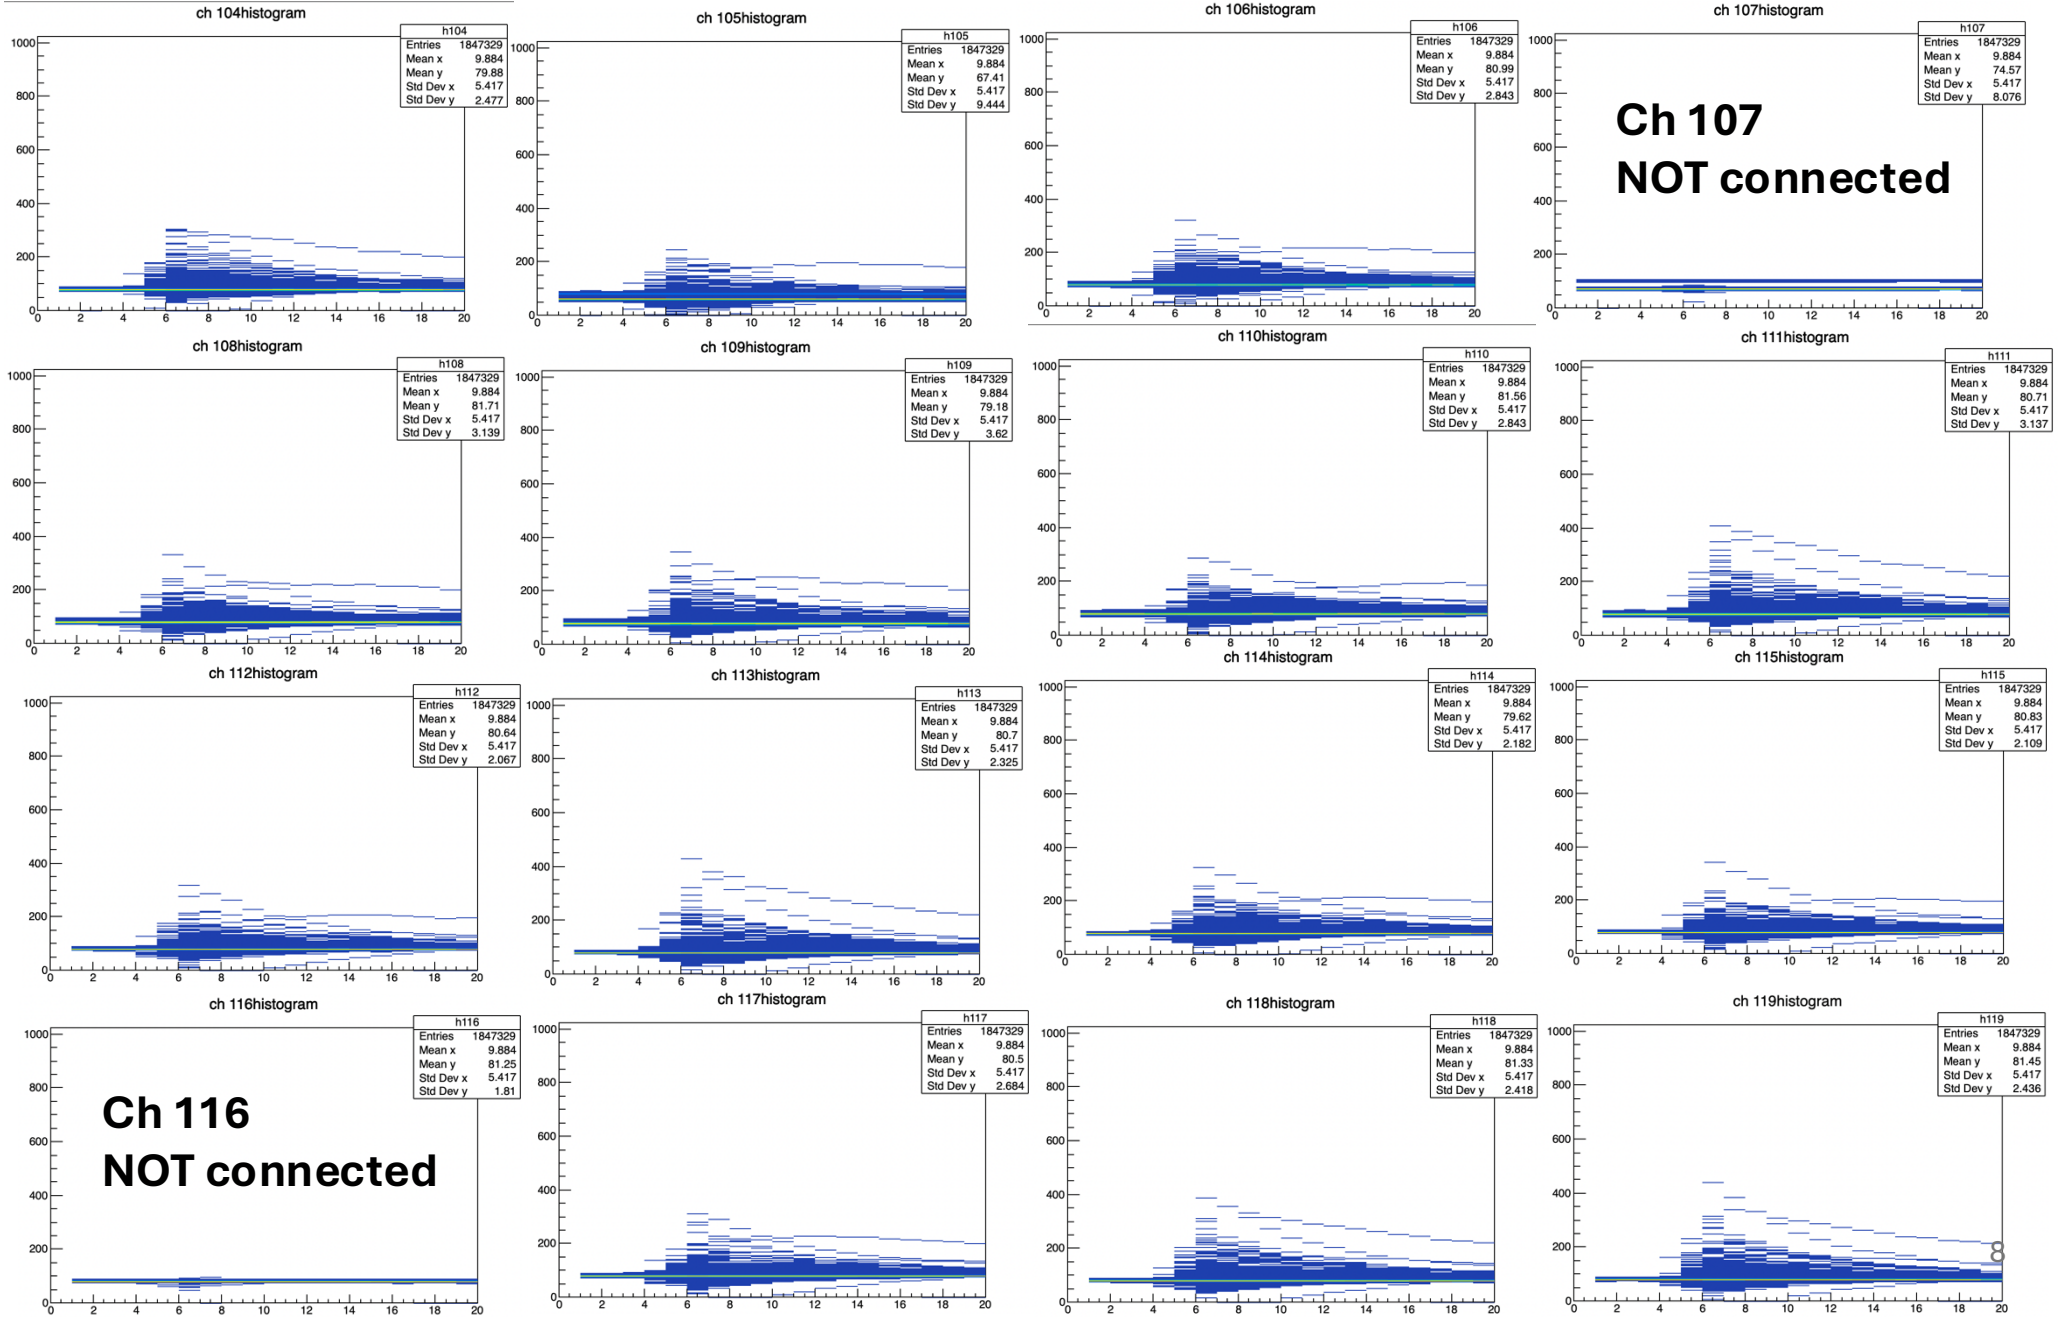 ch 104histogram
h104
Entries 1847329
Mean x 9.884
Mean y 79.88
Std Dev x 5.417
Std Dev y 2.477
1000
800
600
400
200
0
0 2 4 6 8 10 12 14 16 18 20
ch 105histogram
h105
Entries 1847329
Mean x 9.884
Mean y 67.41
Std Dev x 5.417
Std Dev y 9.444
1000
800
600
400
200
0
0 2 4 6 8 10 12 14 16 18 20
ch 106histogram
h106
Entries 1847329
Mean x 9.884
Mean y 80.99
Std Dev x 5.417
Std Dev y 2.843
1000
800
600
400
200
0
0 2 4 6 8 10 12 14 16 18 20
ch 107histogram
h107
Entries 1847329
Mean x 9.884
Mean y 74.57
Std Dev x 5.417
Std Dev y 8.076
Ch 107
NOT connected
1000
800
600
400
200
0
0 2 4 6 8 10 12 14 16 18 20
ch 108histogram
h108
Entries 1847329
Mean x 9.884
Mean y 81.71
Std Dev x 5.417
Std Dev y 3.139
1000
800
600
400
200
0
0 2 4 6 8 10 12 14 16 18 20
ch 109histogram
h109
Entries 1847329
Mean x 9.884
Mean y 79.18
Std Dev x 5.417
Std Dev y 3.62
1000
800
600
400
200
0
0 2 4 6 8 10 12 14 16 18 20
ch 110histogram
h110
Entries 1847329
Mean x 9.884
Mean y 81.56
Std Dev x 5.417
Std Dev y 2.843
1000
800
600
400
200
0
0 2 4 6 8 10 12 14 16 18 20
ch 111histogram
h111
Entries 1847329
Mean x 9.884
Mean y 80.71
Std Dev x 5.417
Std Dev y 3.137
1000
800
600
400
200
0
0 2 4 6 8 10 12 14 16 18 20
ch 112histogram
h112
Entries 1847329
Mean x 9.884
Mean y 80.64
Std Dev x 5.417
Std Dev y 2.067
1000
800
600
400
200
0
0 2 4 6 8 10 12 14 16 18 20
ch 113histogram
h113
Entries 1847329
Mean x 9.884
Mean y 80.7
Std Dev x 5.417
Std Dev y 2.325
1000
800
600
400
200
0
0 2 4 6 8 10 12 14 16 18 20
ch 114histogram
h114
Entries 1847329
Mean x 9.884
Mean y 79.62
Std Dev x 5.417
Std Dev y 2.182
1000
800
600
400
200
0
0 2 4 6 8 10 12 14 16 18 20
ch 115histogram
h115
Entries 1847329
Mean x 9.884
Mean y 80.83
Std Dev x 5.417
Std Dev y 2.109
1000
800
600
400
200
0
0 2 4 6 8 10 12 14 16 18 20
ch 116histogram
h116
Entries 1847329
Mean x 9.884
Mean y 81.25
Std Dev x 5.417
Std Dev y 1.81
Ch 116
NOT connected
1000
800
600
400
200
0
0 2 4 6 8 10 12 14 16 18 20
ch 117histogram
h117
Entries 1847329
Mean x 9.884
Mean y 80.5
Std Dev x 5.417
Std Dev y 2.684
1000
800
600
400
200
0
0 2 4 6 8 10 12 14 16 18 20
ch 118histogram
h118
Entries 1847329
Mean x 9.884
Mean y 81.33
Std Dev x 5.417
Std Dev y 2.418
1000
800
600
400
200
0
0 2 4 6 8 10 12 14 16 18 20
ch 119histogram
h119
Entries 1847329
Mean x 9.884
Mean y 81.45
Std Dev x 5.417
Std Dev y 2.436
1000
800
600
400
200
0
0 2 4 6 8 10 12 14 16 18 20
8